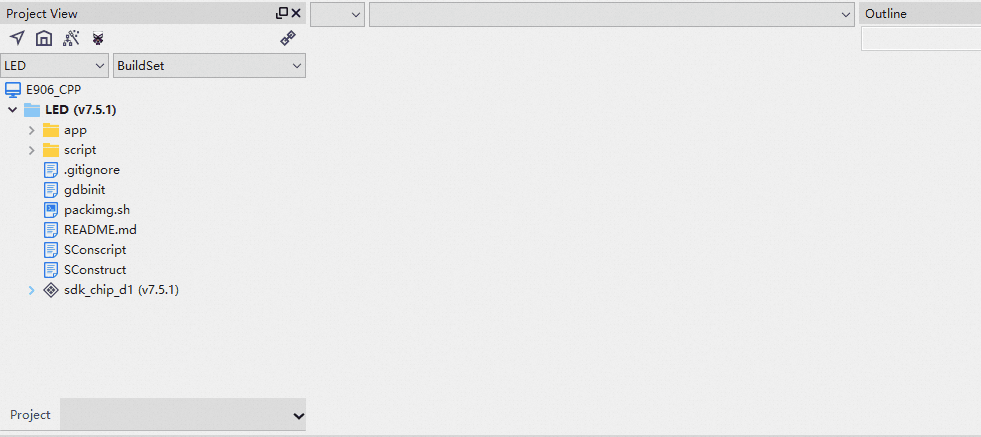 Project View
Outline
LED
BuildSet
E906_CPP
LED (v7.5.1)
app
script
.gitignore
gdbinit
packimg.sh
README.md
SConscript
SConstruct
sdk_chip_d1 (v7.5.1)
Project